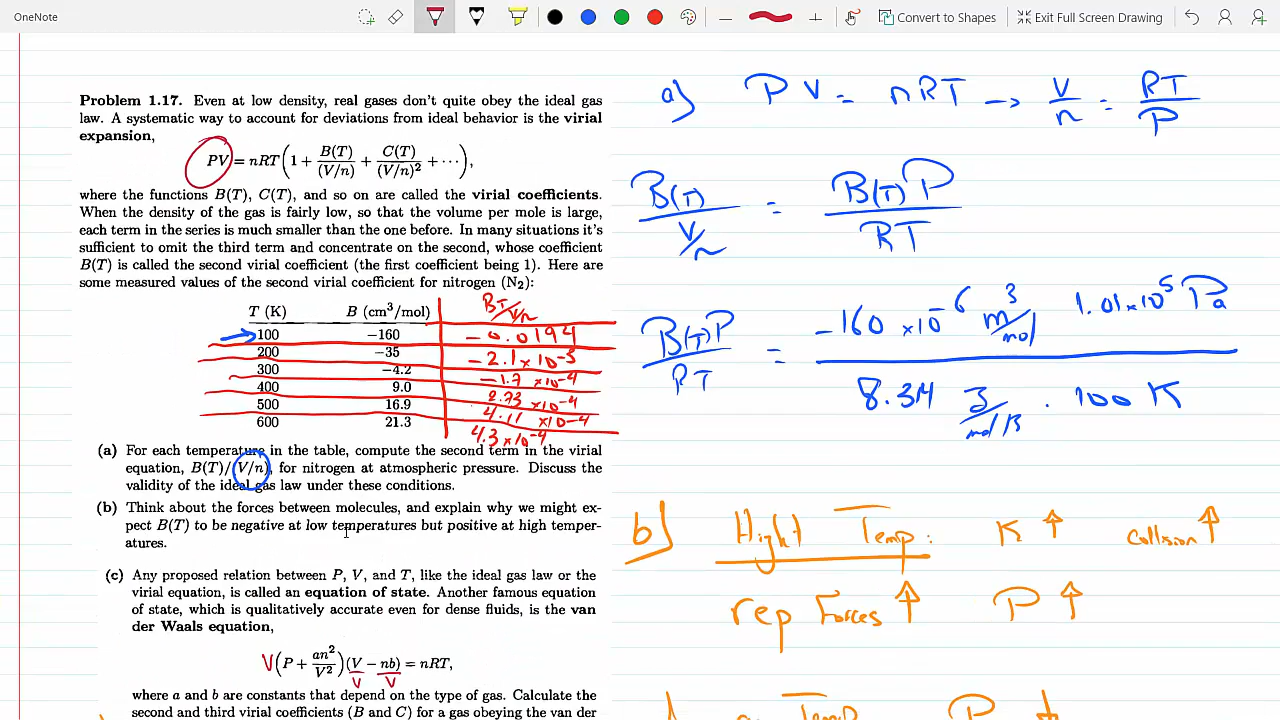 OneNote
Convert to Shapes
Exit Full Screen Drawing
Problem 1.17. Even at low density, real gases don't quite obey the ideal gas
law. A systematic way to account for deviations from ideal behavior is the virial
expansion,
PV = nRT(1 + B(T)/(V/n) + C(T)/(V/n)² + ···),
where the functions B(T), C(T), and so on are called the virial coefficients.
When the density of the gas is fairly low, so that the volume per mole is large,
each term in the series is much smaller than the one before. In many situations it's
sufficient to omit the third term and concentrate on the second, whose coefficient
B(T) is called the second virial coefficient (the first coefficient being 1). Here are
some measured values of the second virial coefficient for nitrogen (N₂):
T (K) B (cm³/mol) BT/V/n
100 −160 −0.0194
200 −35 −2.1×10⁻³
300 −4.2 −1.7×10⁻⁴
400 9.0 2.73×10⁻⁴
500 16.9 4.11×10⁻⁴
600 21.3 4.3×10⁻⁴
(a) For each temperature in the table, compute the second term in the virial
equation, B(T)/(V/n), for nitrogen at atmospheric pressure. Discuss the
validity of the ideal gas law under these conditions.
(b) Think about the forces between molecules, and explain why we might ex-
pect B(T) to be negative at low temperatures but positive at high temper-
atures.
(c) Any proposed relation between P, V, and T, like the ideal gas law or the
virial equation, is called an equation of state. Another famous equation
of state, which is qualitatively accurate even for dense fluids, is the van
der Waals equation,
V(P + an²/V²)(V − nb) = nRT,
V V
where a and b are constants that depend on the type of gas. Calculate the
second and third virial coefficients (B and C) for a gas obeying the van der
a) PV = nRT → V/n = RT/P
B(T)/V/n = B(T)P/RT
B(T)P/RT = −160 ×10⁻⁶ m³/mol 1.01×10⁵ Pa / 8.314 J/mol K · 100 K
b) Hight Temp: K ↑ Collision ↑
rep Forces ↑ P ↑
Temp P